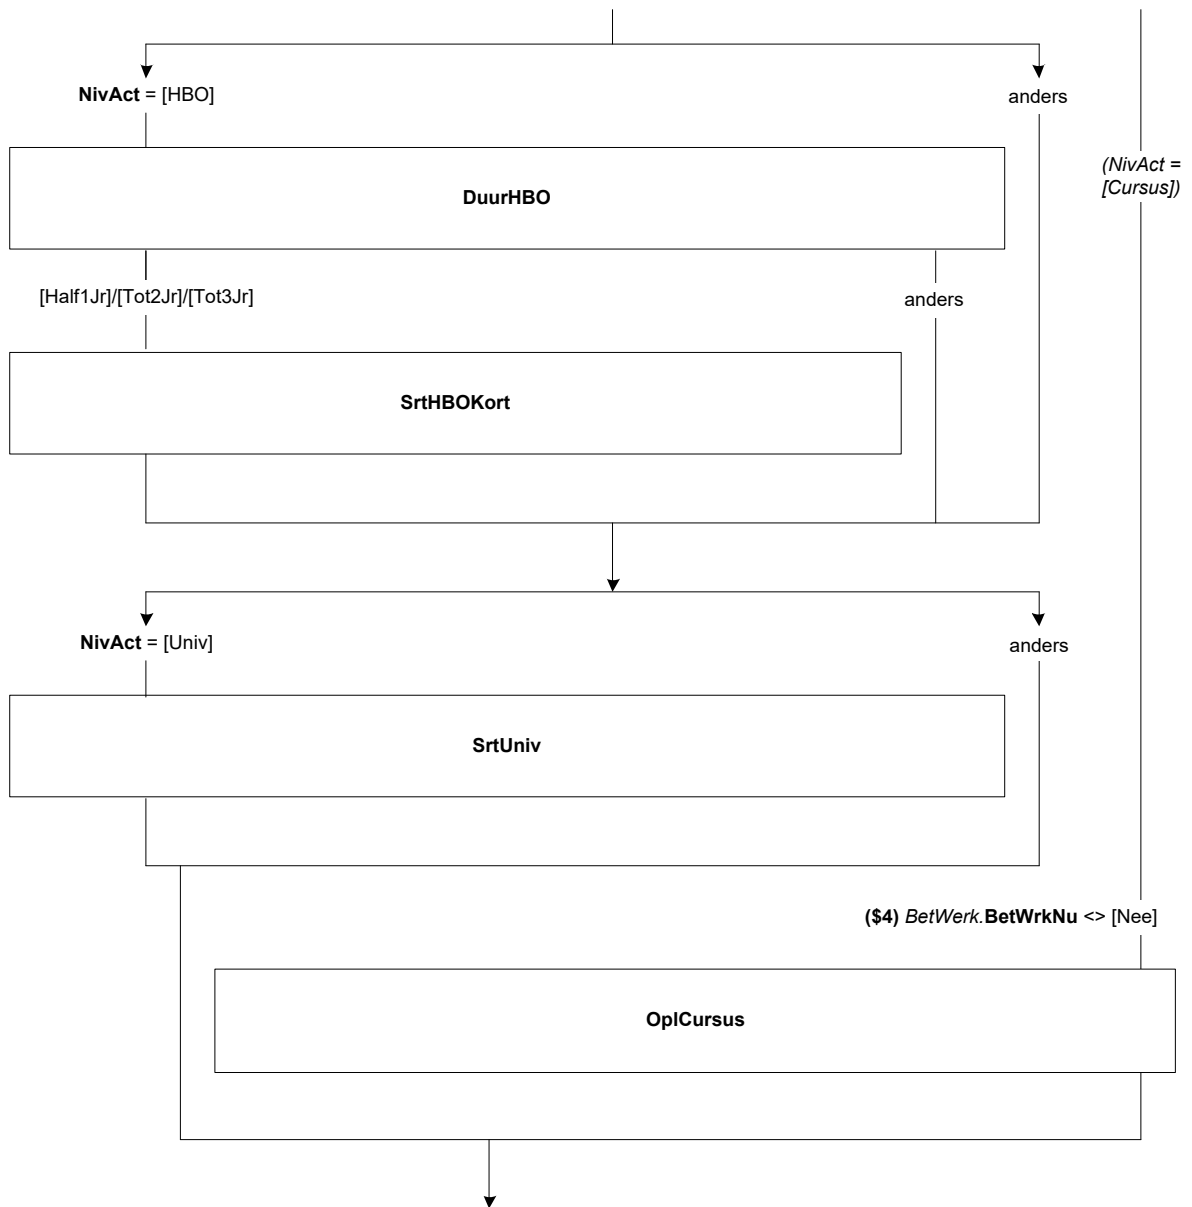 NivAct = [HBO]
anders
(NivAct =
[Cursus])
DuurHBO
[Half1Jr]/[Tot2Jr]/[Tot3Jr]
anders
SrtHBOKort
NivAct = [Univ]
anders
SrtUniv
($4) BetWerk.BetWrkNu <> [Nee]
OplCursus